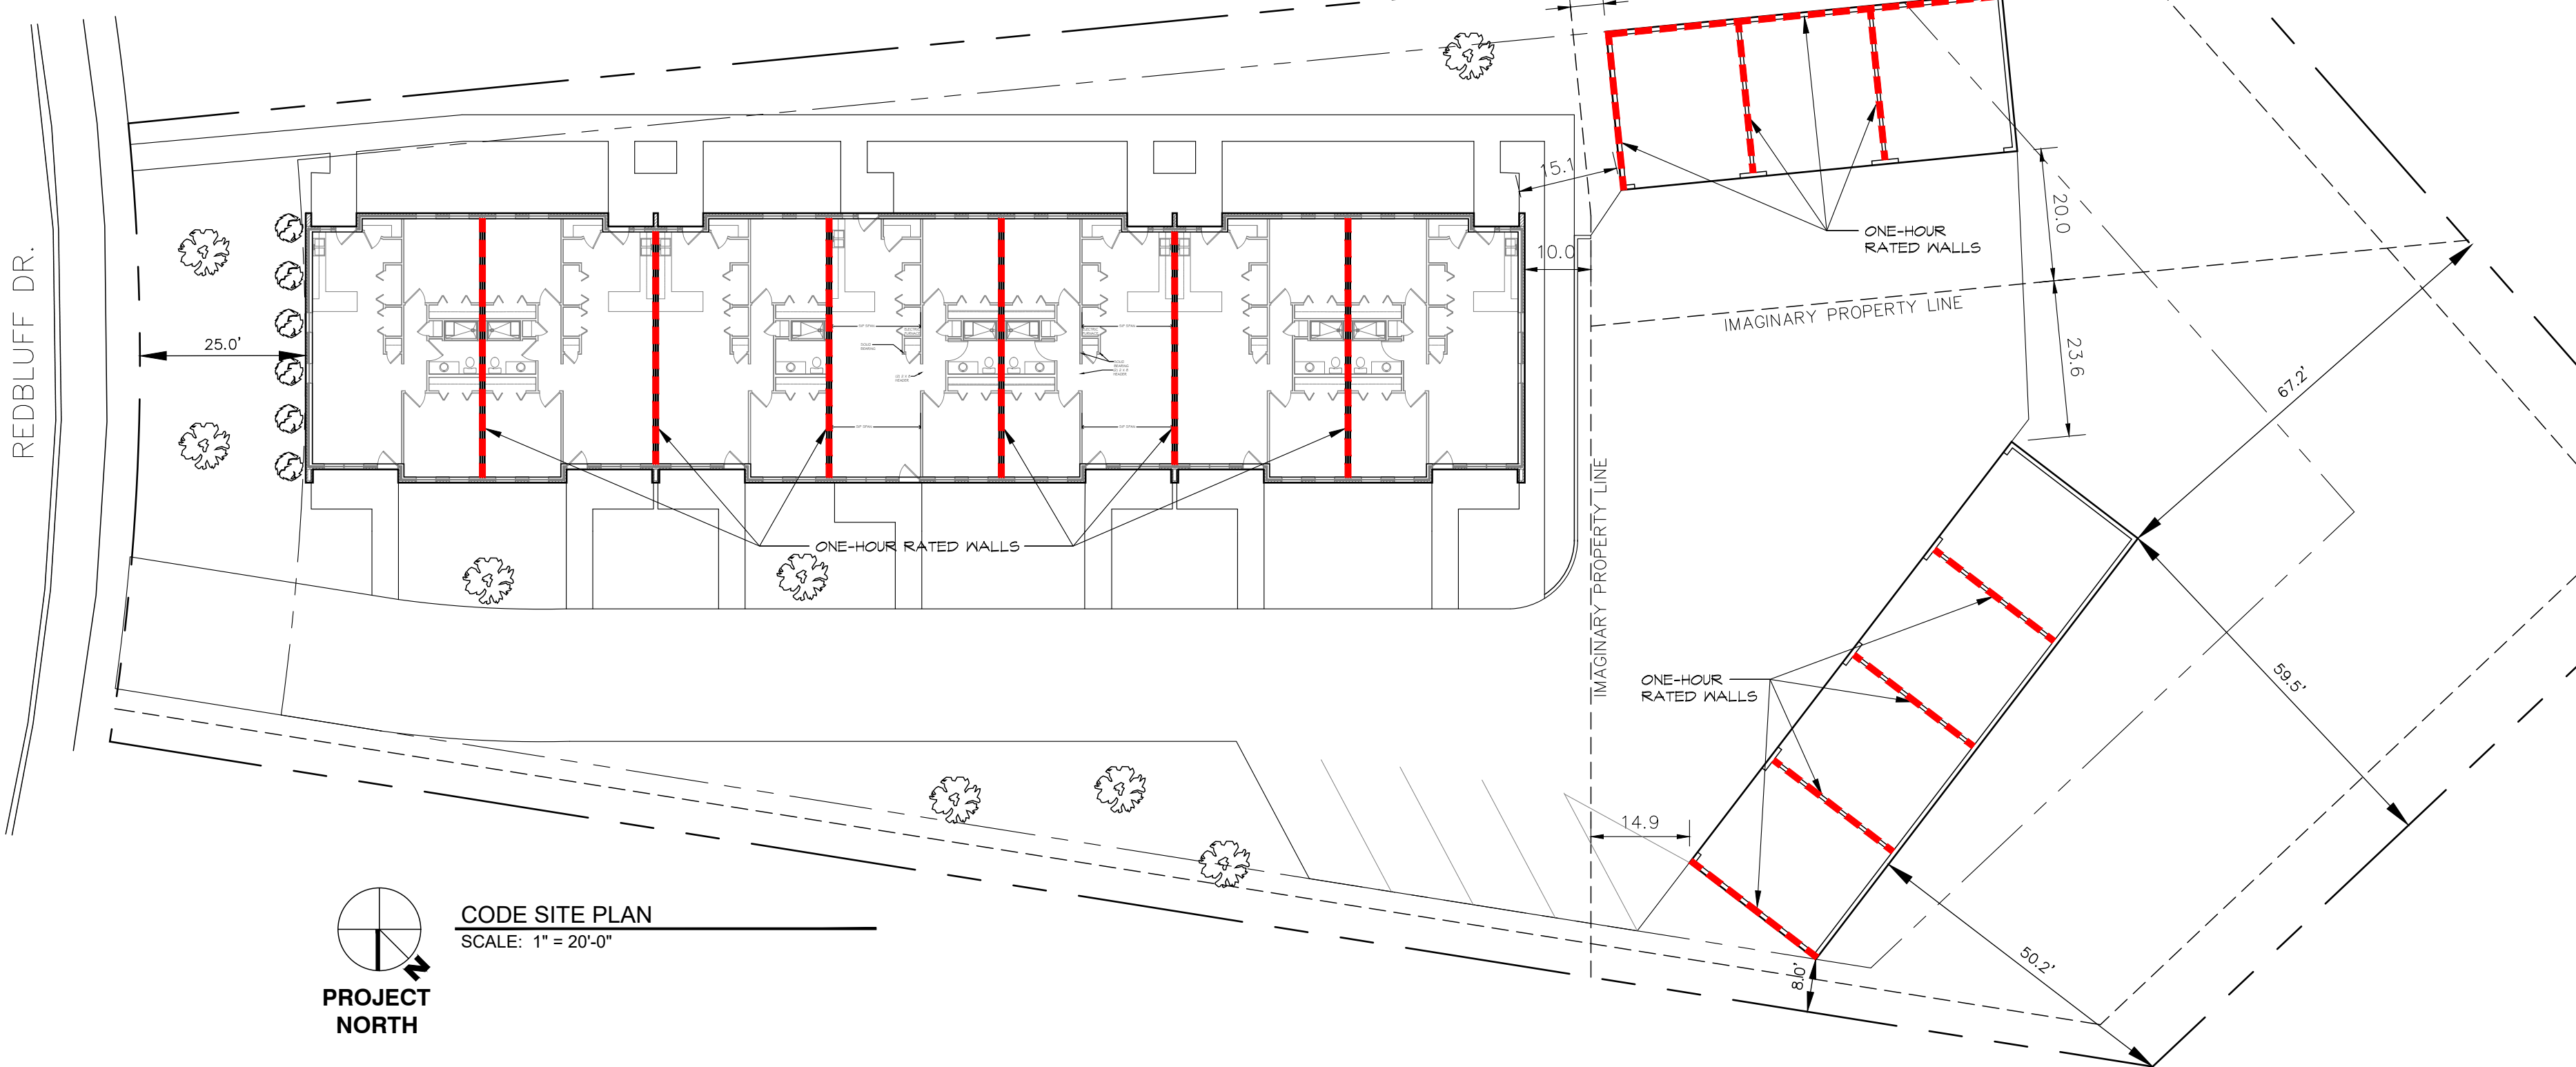 REDBLUFF DR.
25.0'
15.1
10.0
ONE-HOUR
RATED WALLS
20.0
IMAGINARY PROPERTY LINE
23.6
67.2'
ONE-HOUR RATED WALLS
IMAGINARY PROPERTY LINE
ONE-HOUR
RATED WALLS
59.5'
14.9
50.2'
8.0'
N
PROJECT
NORTH
CODE SITE PLAN
SCALE: 1" = 20'-0"